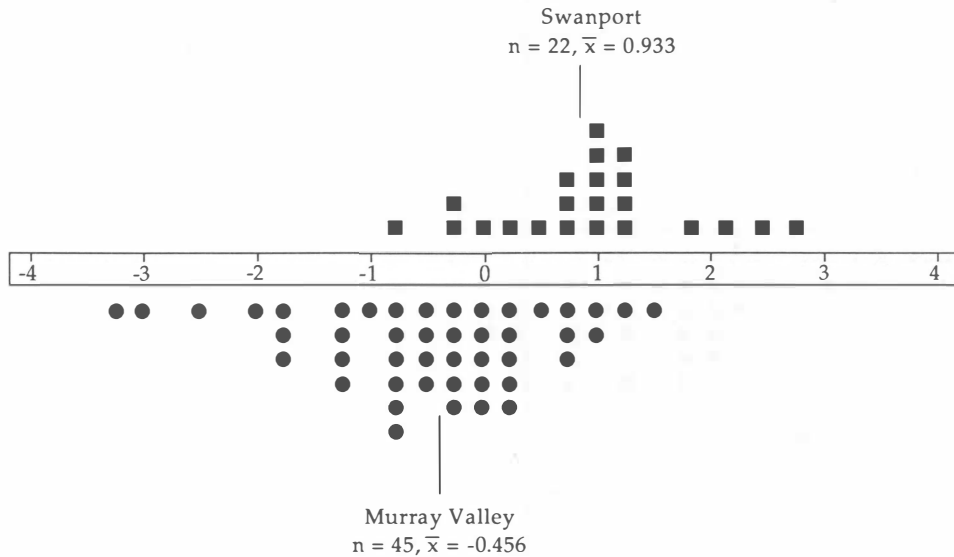 Swanport
n = 22, x̅ = 0.933
-4 -3 -2 -1 0 1 2 3 4
Murray Valley
n = 45, x̅ = -0.456